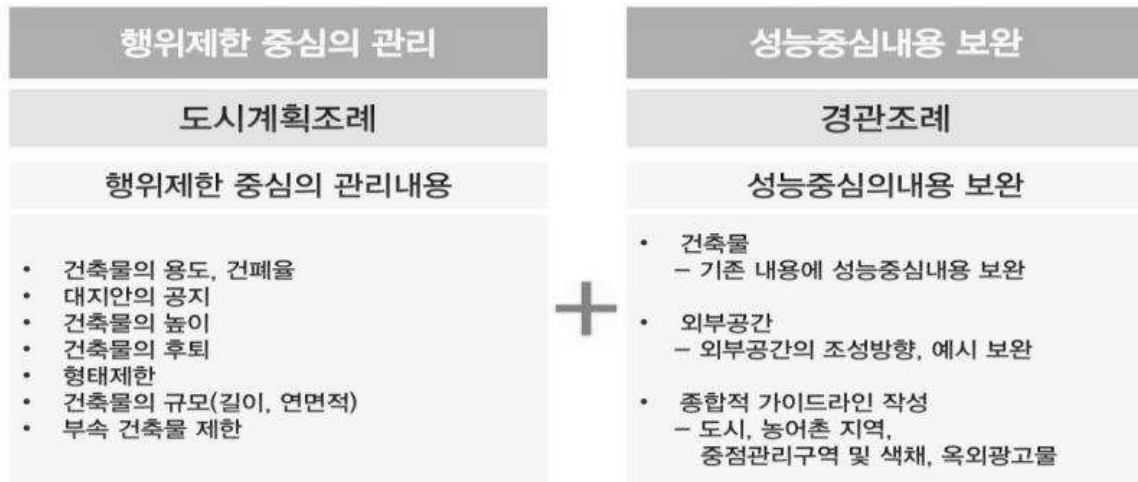 행위제한 중심의 관리
도시계획조례
행위제한 중심의 관리내용
• 건축물의 용도, 건폐율
• 대지안의 공지
• 건축물의 높이
• 건축물의 후퇴
• 형태제한
• 건축물의 규모(길이, 연면적)
• 부속 건축물 제한
+
성능중심내용 보완
경관조례
성능중심의내용 보완
• 건축물
– 기존 내용에 성능중심내용 보완
• 외부공간
– 외부공간의 조성방향, 예시 보완
• 종합적 가이드라인 작성
– 도시, 농어촌 지역,
중점관리구역 및 색채, 옥외광고물